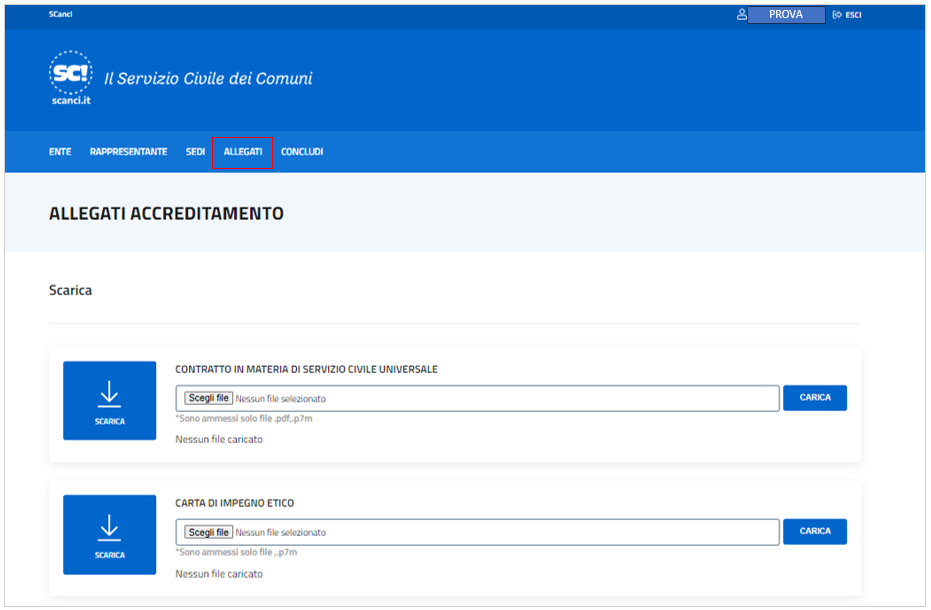 SCanci
PROVA
ESCI
SC!
scanci.it
Il Servizio Civile dei Comuni
ENTE RAPPRESENTANTE SEDI ALLEGATI CONCLUDI
ALLEGATI ACCREDITAMENTO
Scarica
CONTRATTO IN MATERIA DI SERVIZIO CIVILE UNIVERSALE
Scegli file Nessun file selezionato
CARICA
SCARICA
*Sono ammessi solo file .pdf,.p7m
Nessun file caricato
CARTA DI IMPEGNO ETICO
Scegli file Nessun file selezionato
CARICA
SCARICA
*Sono ammessi solo file ,.p7m
Nessun file caricato